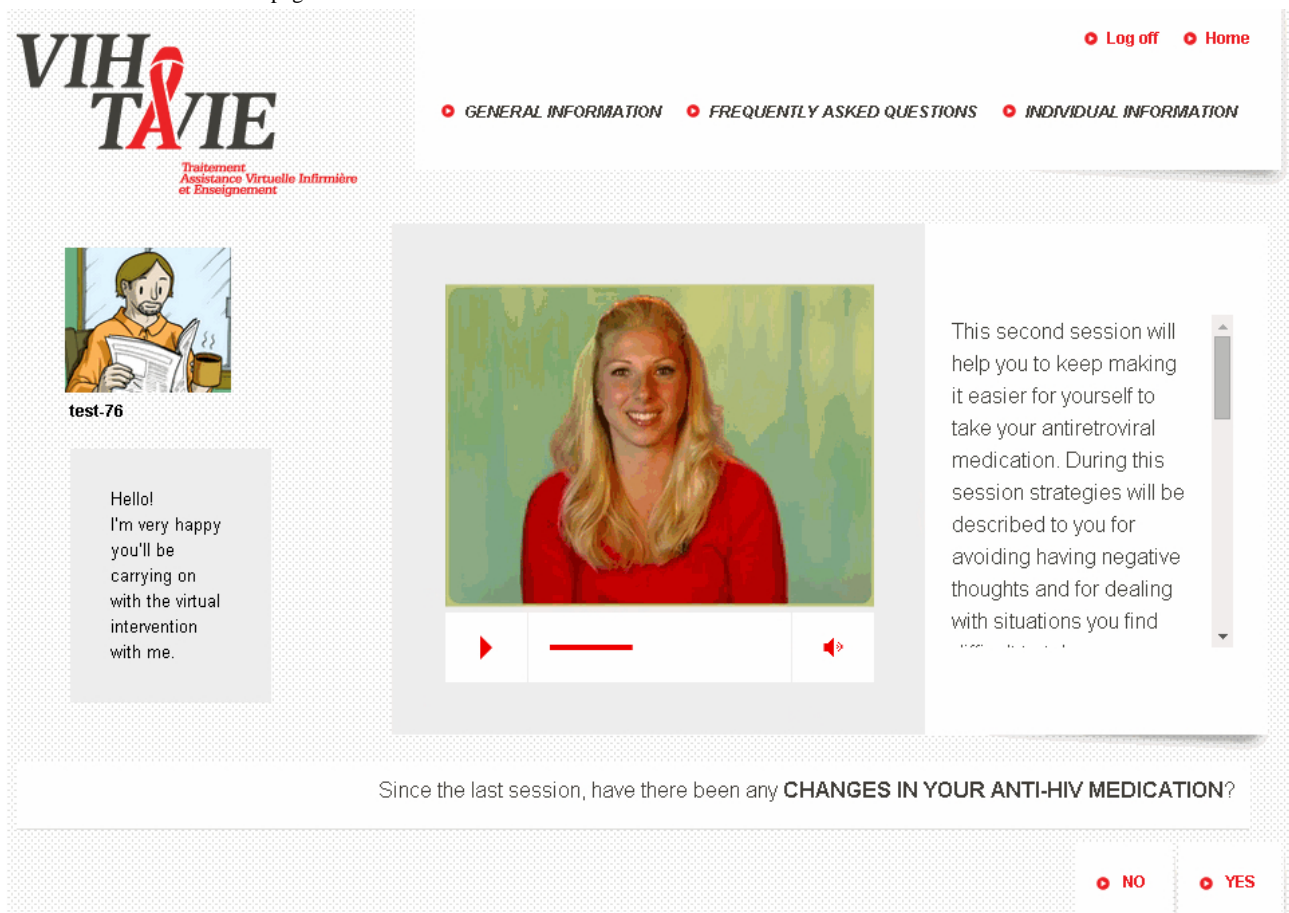 VIH
TAVIE
Traitement
Assistance Virtuelle Infirmière
et Enseignement
Log off Home
GENERAL INFORMATION FREQUENTLY ASKED QUESTIONS INDIVIDUAL INFORMATION
test-76
Hello!
I'm very happy
you'll be
carrying on
with the virtual
intervention
with me.
This second session will
help you to keep making
it easier for yourself to
take your antiretroviral
medication. During this
session strategies will be
described to you for
avoiding having negative
thoughts and for dealing
with situations you find
Since the last session, have there been any CHANGES IN YOUR ANTI-HIV MEDICATION?
NO YES